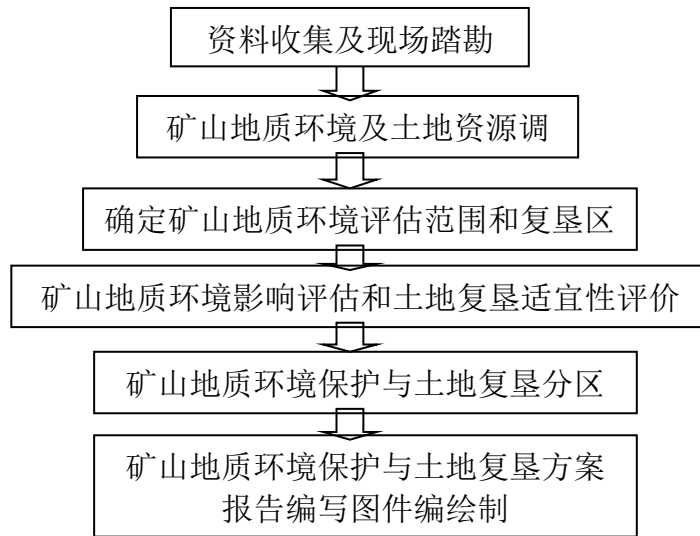 资料收集及现场踏勘
矿山地质环境及土地资源调
确定矿山地质环境评估范围和复垦区
矿山地质环境影响评估和土地复垦适宜性评价
矿山地质环境保护与土地复垦分区
矿山地质环境保护与土地复垦方案
报告编写图件编绘制